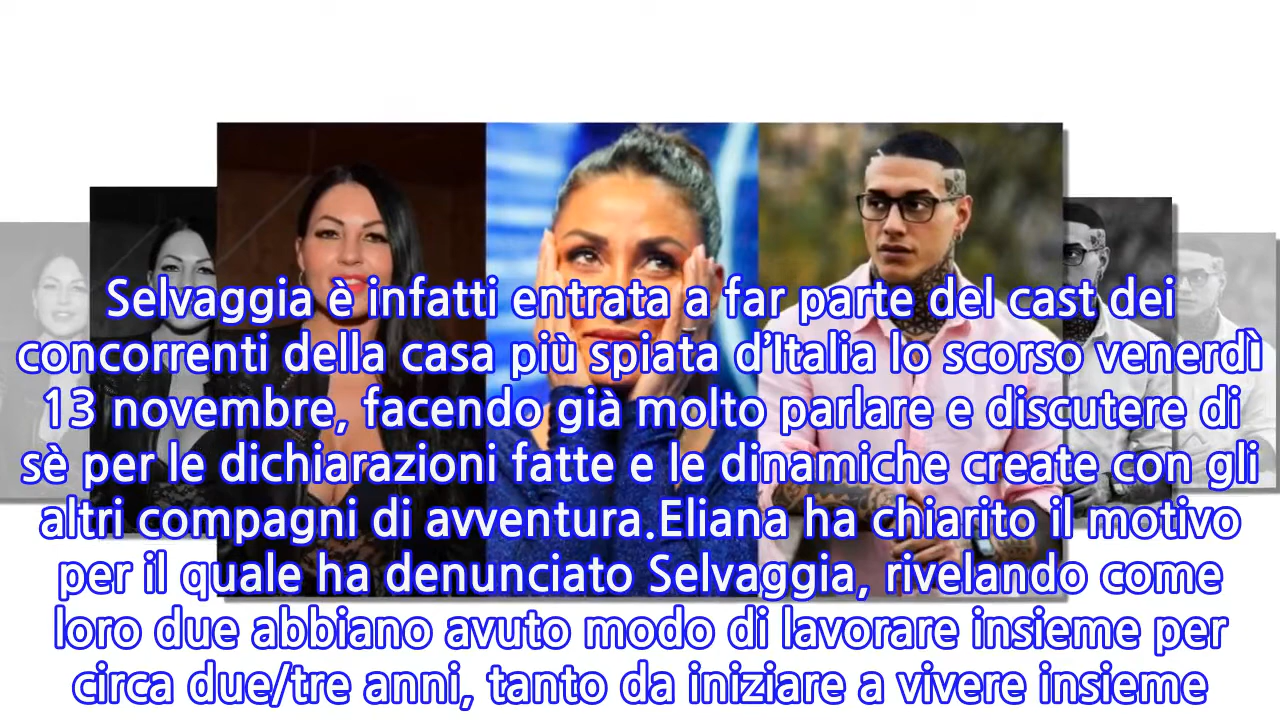 Selvaggia è infatti entrata a far parte del cast dei
concorrenti della casa più spiata d’Italia lo scorso venerdì
13 novembre, facendo già molto parlare e discutere di
sè per le dichiarazioni fatte e le dinamiche create con gli
altri compagni di avventura.Eliana ha chiarito il motivo
per il quale ha denunciato Selvaggia, rivelando come
loro due abbiano avuto modo di lavorare insieme per
circa due/tre anni, tanto da iniziare a vivere insieme